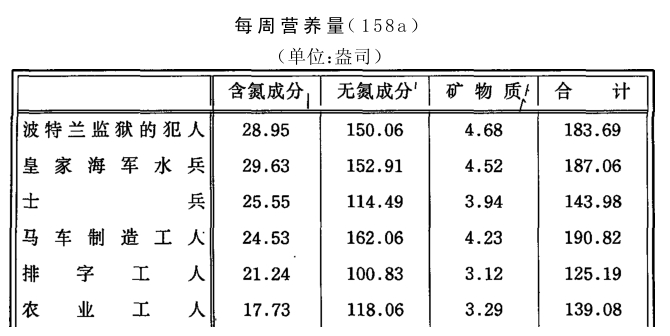 每周营养量(158a)
(单位:盎司)
含氮成分 无氮成分 矿物质 合计
波特兰监狱的犯人 28.95 150.06 4.68 183.69
皇家海军水兵 29.63 152.91 4.52 187.06
士兵 25.55 114.49 3.94 143.98
马车制造工人 24.53 162.06 4.23 190.82
排字工人 21.24 100.83 3.12 125.19
农业工人 17.73 118.06 3.29 139.08